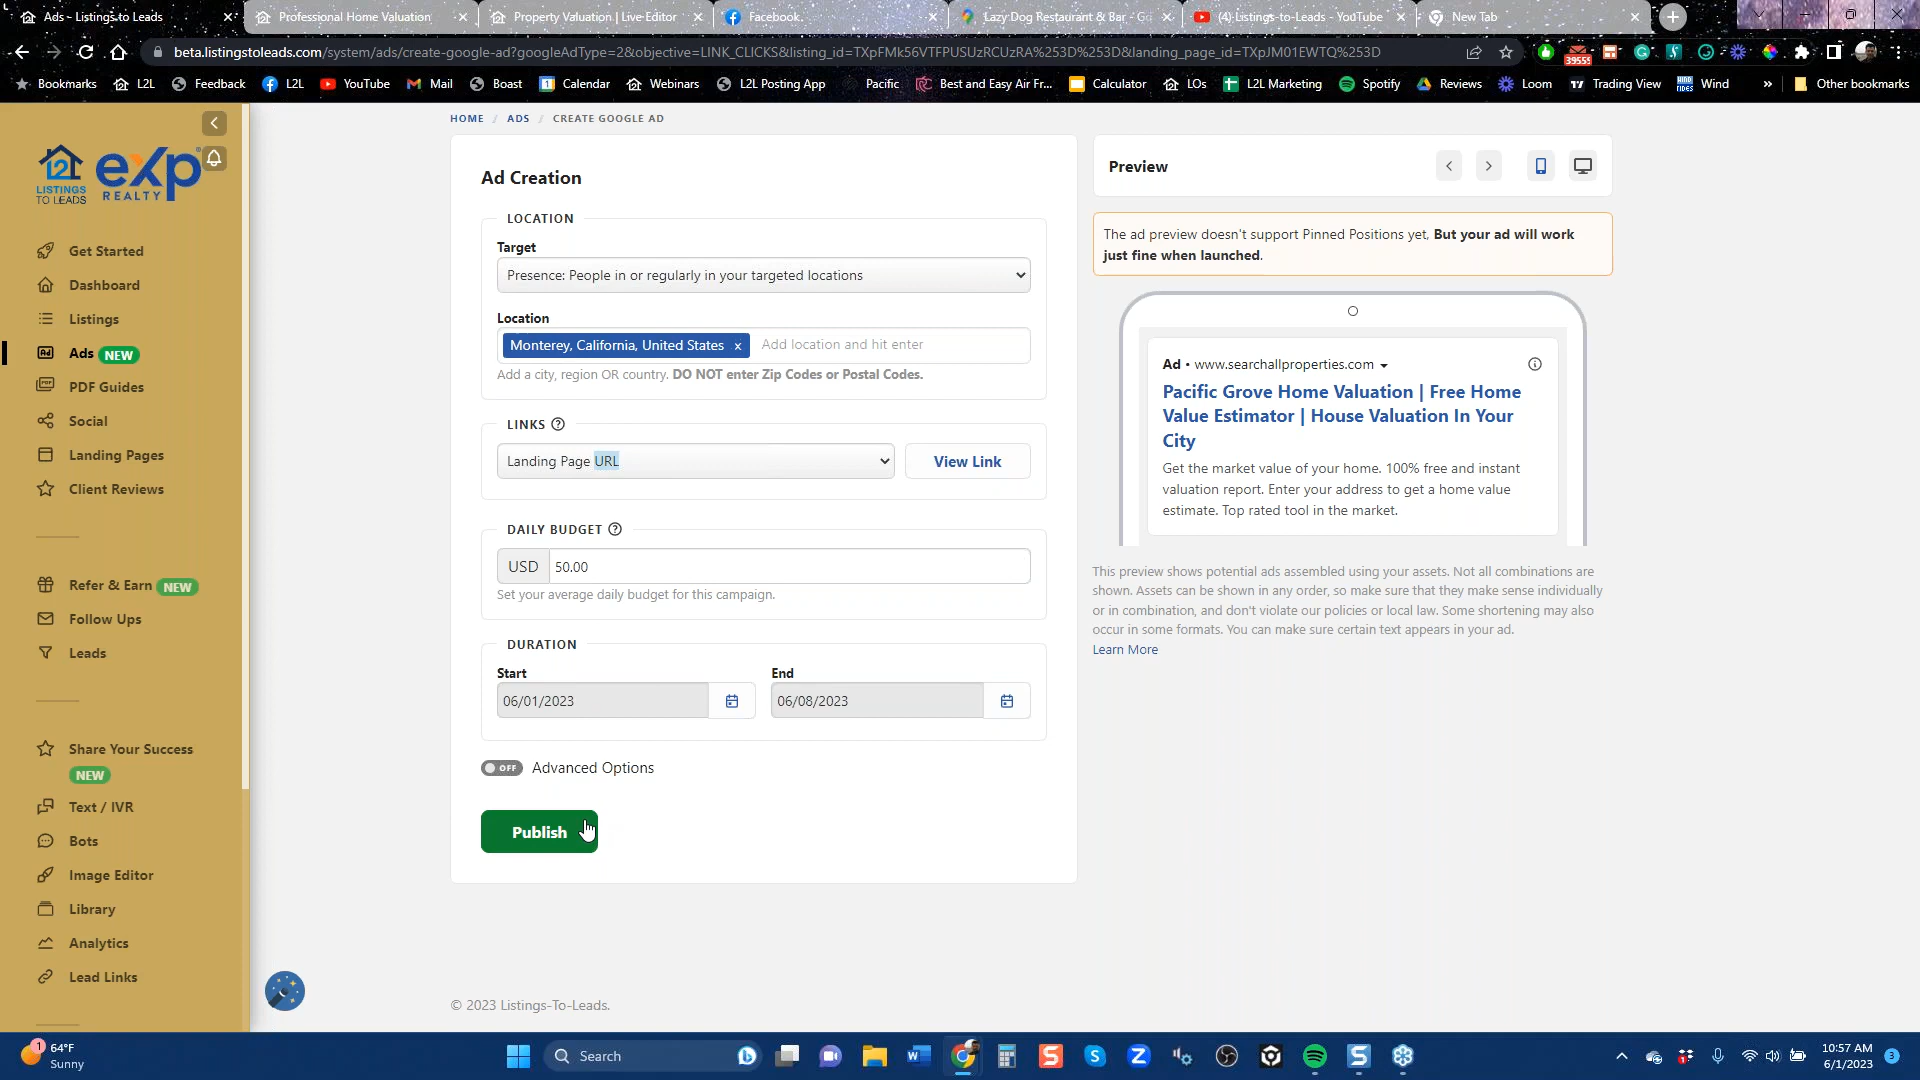 Ads - Listings to Leads
Professional Home Valuation
Property Valuation | Live Editor
Facebook
Lazy Dog Restaurant & Bar - Go
(4) Listings-to-Leads - YouTube
New Tab
beta.listingstoleads.com/system/ads/create-google-ad?googleAdType=2&objective=LINK_CLICKS&listing_id=TXpFMk56VTFPUSUzRCUzRA%253D%253D&landing_page_id=TXpJM01EWTQ%253D
39555
Bookmarks
L2L
Feedback
L2L
YouTube
Mail
Boast
Calendar
Webinars
L2L Posting App
Pacific
Best and Easy Air Fr...
Calculator
LOs
L2L Marketing
Spotify
Reviews
Loom
Trading View
Wind
»
Other bookmarks
L2L
LISTINGS
TO LEADS
eXp
REALTY
Get Started
Dashboard
Listings
Ads NEW
PDF Guides
Social
Landing Pages
Client Reviews
Refer & Earn NEW
Follow Ups
Leads
Share Your Success
NEW
Text / IVR
Bots
Image Editor
Library
Analytics
Lead Links
HOME / ADS / CREATE GOOGLE AD
Ad Creation
LOCATION
Target
Presence: People in or regularly in your targeted locations
Location
Monterey, California, United States ×
Add location and hit enter
Add a city, region OR country. DO NOT enter Zip Codes or Postal Codes.
LINKS
Landing Page URL
View Link
DAILY BUDGET
USD 50.00
Set your average daily budget for this campaign.
DURATION
Start
End
06/01/2023
06/08/2023
OFF Advanced Options
Publish
© 2023 Listings-To-Leads.
Preview
The ad preview doesn't support Pinned Positions yet, But your ad will work
just fine when launched.
Ad • www.searchallproperties.com
Pacific Grove Home Valuation | Free Home
Value Estimator | House Valuation In Your
City
Get the market value of your home. 100% free and instant
valuation report. Enter your address to get a home value
estimate. Top rated tool in the market.
This preview shows potential ads assembled using your assets. Not all combinations are
shown. Assets can be shown in any order, so make sure that they make sense individually
or in combination, and don't violate our policies or local law. Some shortening may also
occur in some formats. You can make sure certain text appears in your ad.
Learn More
1
64°F
Sunny
Search
10:57 AM
6/1/2023
3